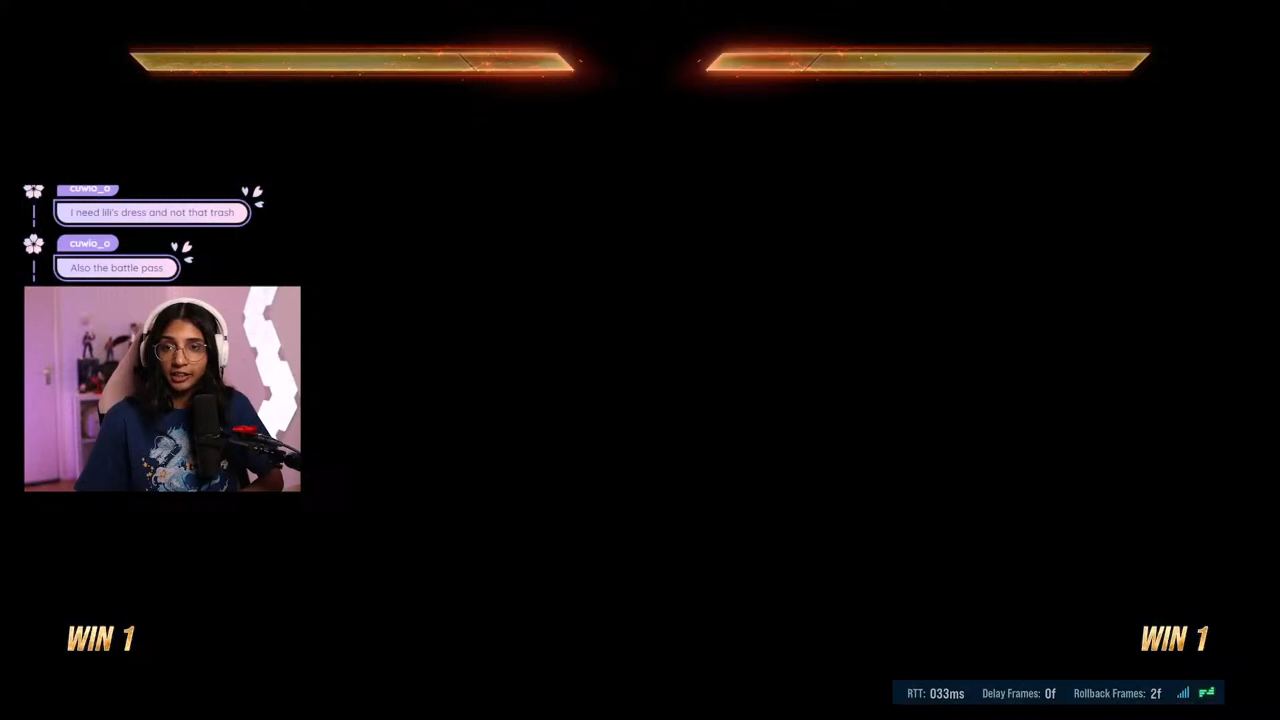 cuwio_o
I need lili's dress and not that trash
cuwio_o
Also the battle pass
WIN 1
WIN 1
RTT: 033ms Delay Frames: 0f Rollback Frames: 2f